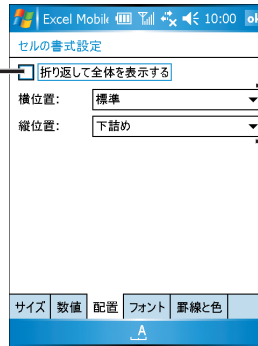 Excel Mobile 10:00 ok
セルの書式設定
折り返して全体を表示する
横位置: 標準
縦位置: 下詰め
サイズ 数値 配置 フォント 罫線と色
A